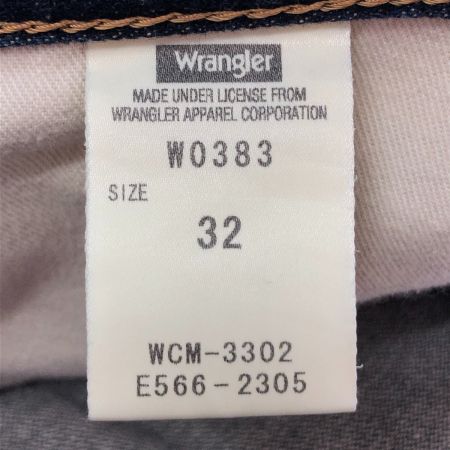 Wrangler
MADE UNDER LICENSE FROM
WRANGLER APPAREL CORPORATION
W0383
SIZE
32
WCM-3302
E566-2305